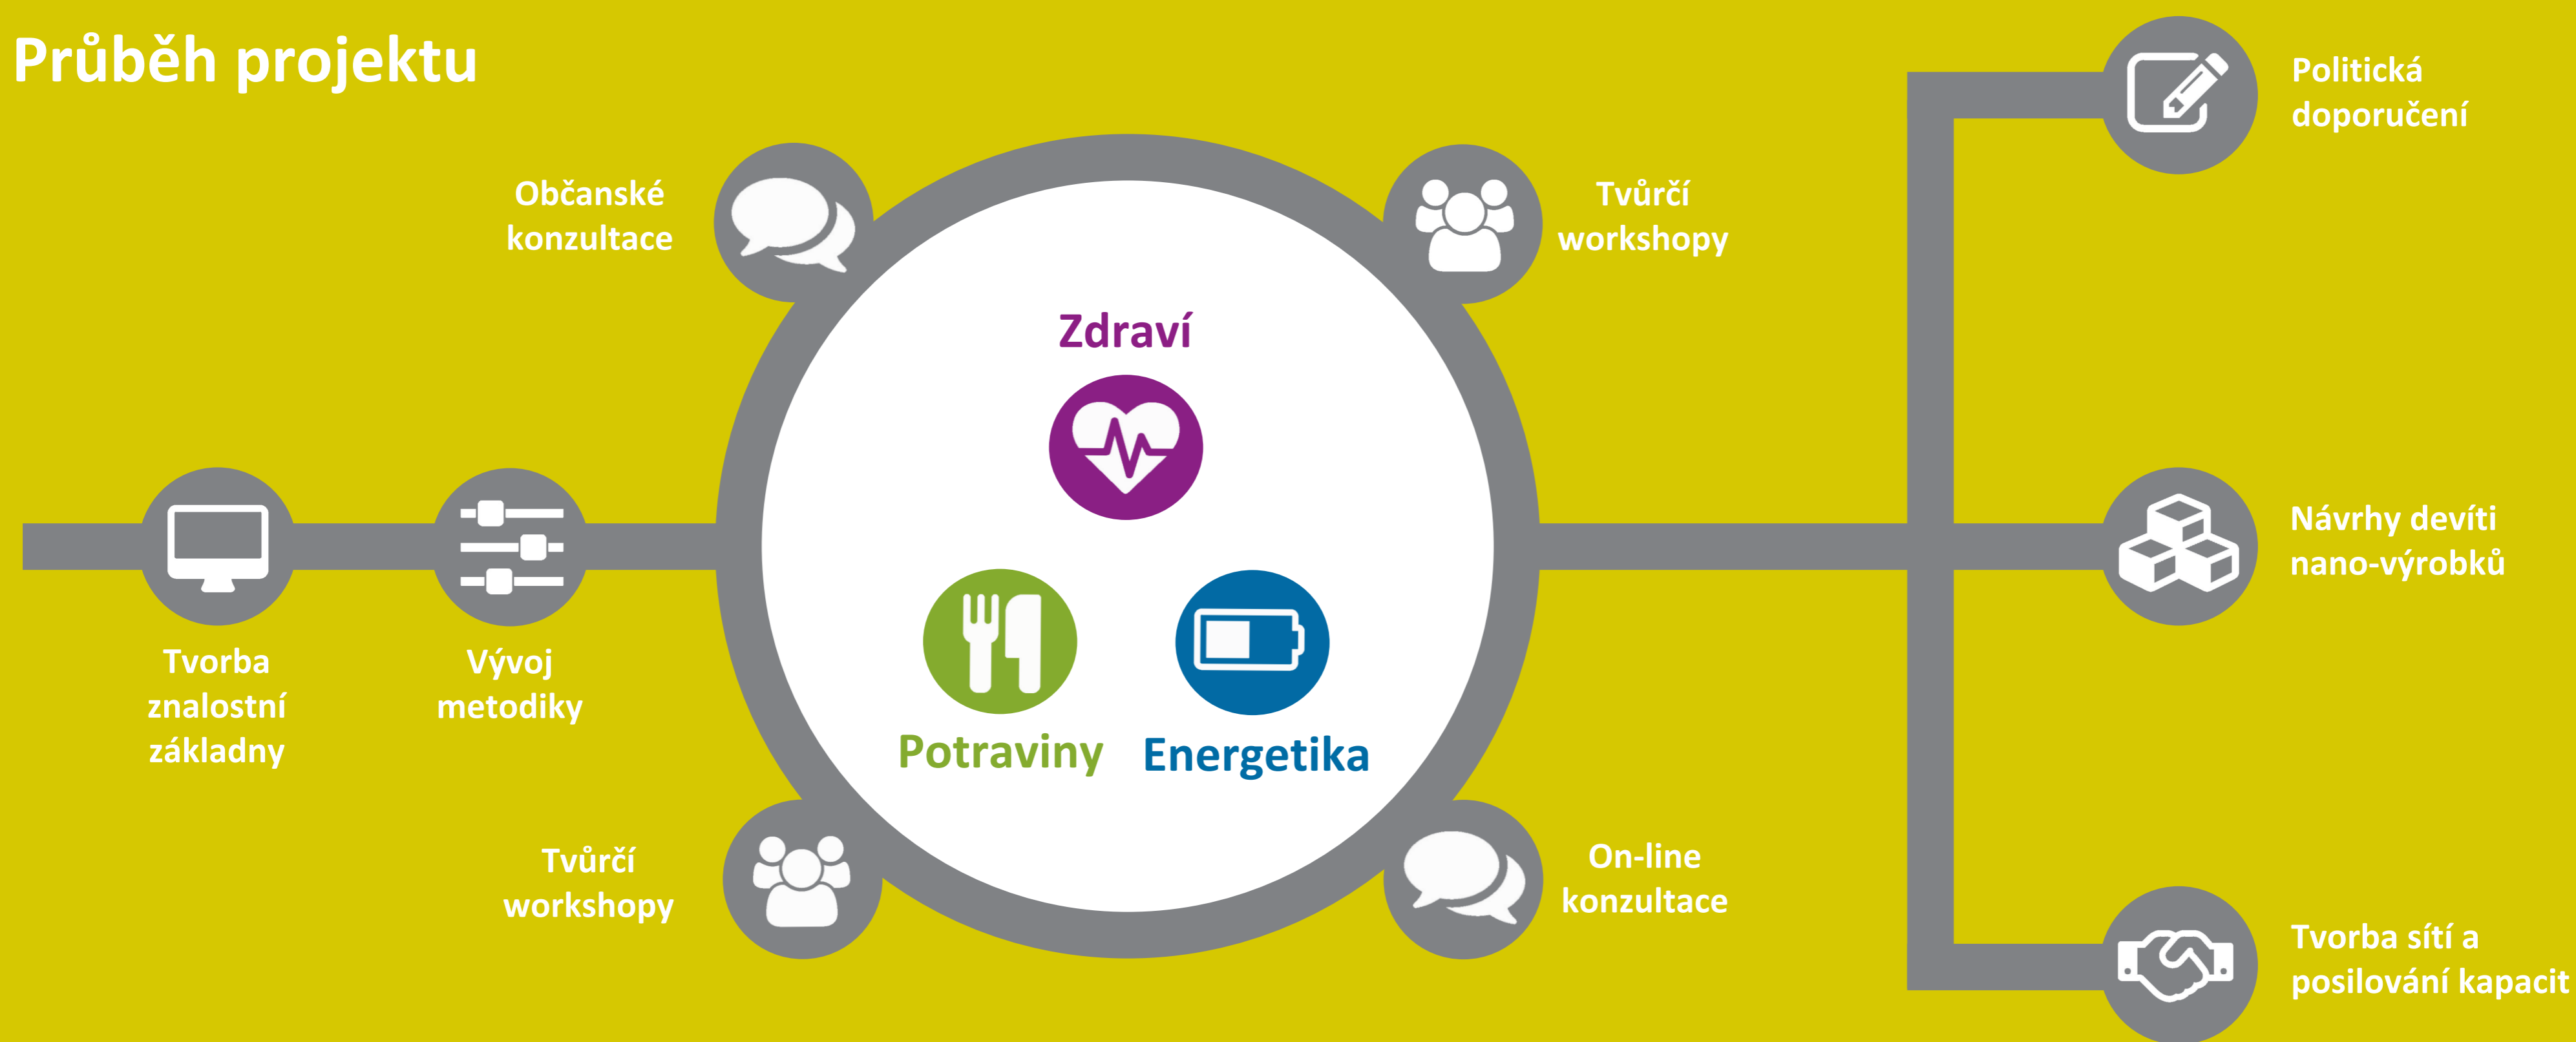 Průběh projektu
Tvorba
znalostní
základny
Vývoj
metodiky
Občanské
konzultace
Tvůrčí
workshopy
Zdraví
Potraviny
Energetika
Tvůrčí
workshopy
On-line
konzultace
Politická
doporučení
Návrhy devíti
nano-výrobků
Tvorba sítí a
posilování kapacit